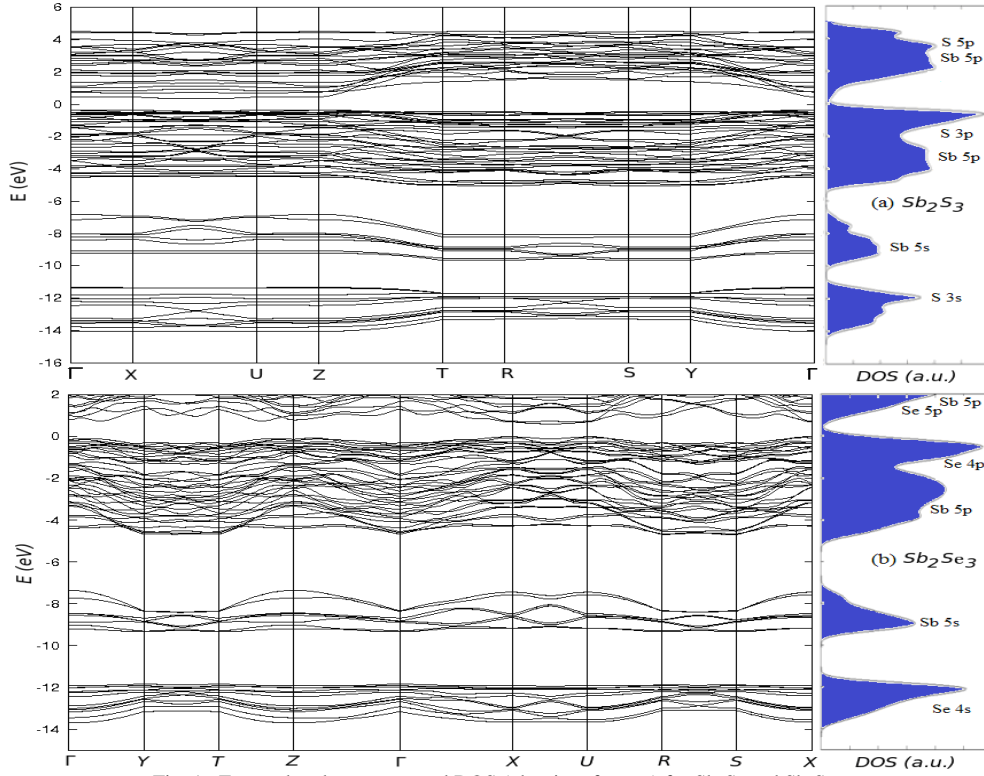 E (eV)
4
2
0
-2
-4
-6
-8
-10
-12
-14
-16
Γ X U Z T R S Y Γ
S 5p
Sb 5p
S 3p
Sb 5p
(a) Sb2S3
Sb 5s
S 3s
DOS (a.u.)
E (eV)
2
0
-2
-4
-6
-8
-10
-12
-14
Γ Y T Z Γ X U R S X
Sb 5p
Se 5p
Se 4p
Sb 5p
(b) Sb2Se3
Sb 5s
Se 4s
DOS (a.u.)